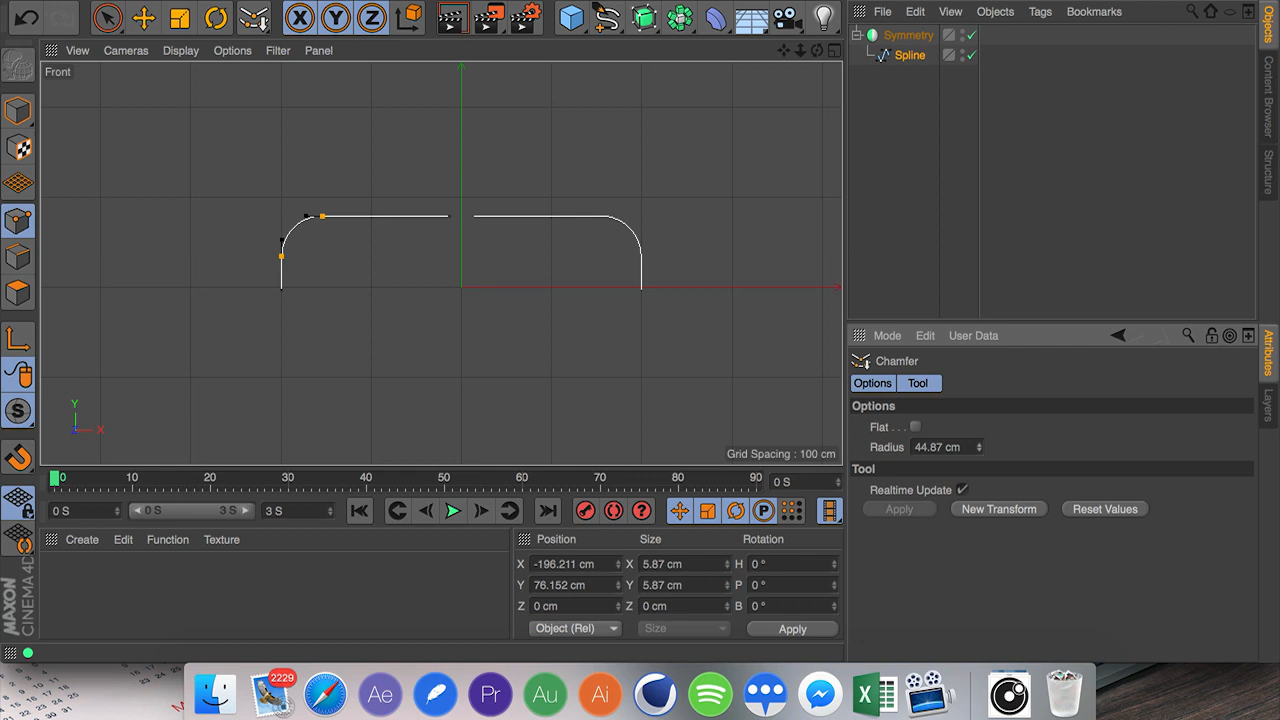 X Y Z
File Edit View Objects Tags Bookmarks
View Cameras Display Options Filter Panel
Symmetry
Spline
Front
Objects
Content Browser
Structure
Mode Edit User Data
Chamfer
Options Tool
Options
Flat . . .
Radius 44.87 cm
Tool
Realtime Update
Apply New Transform Reset Values
Attributes
Layers
Y
X
Grid Spacing : 100 cm
0 10 20 30 40 50 60 70 80 90 0 S
0 S 0 S 3 S 3 S
P
S
Create Edit Function Texture
Position Size Rotation
X -196.211 cm X 5.87 cm H 0 °
Y 76.152 cm Y 5.87 cm P 0 °
Z 0 cm Z 0 cm B 0 °
Object (Rel) Size Apply
MAXON
CINEMA 4D
2229
Ae Pr Au Ai